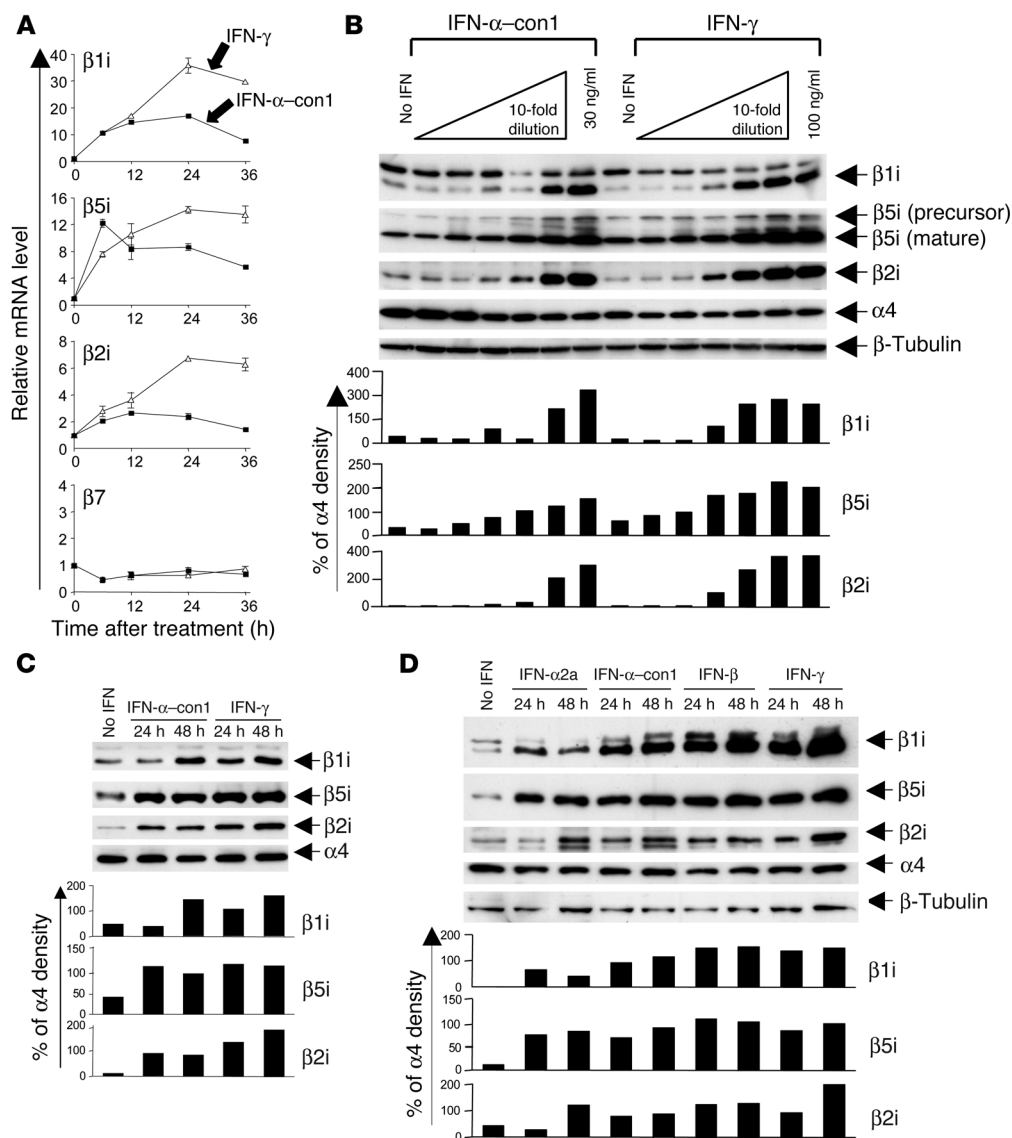 A
IFN-γ
IFN-α–con1
Relative mRNA level
β1i
40
30
20
10
0
0 12 24 36
β5i
16
12
8
4
0
0 12 24 36
β2i
8
6
4
2
0
0 12 24 36
β7
4
3
2
1
0
0 12 24 36
Time after treatment (h)
B
IFN-α–con1 IFN-γ
No IFN
10-fold
dilution
30 ng/ml
No IFN
10-fold
dilution
100 ng/ml
β1i
β5i (precursor)
β5i (mature)
β2i
α4
β-Tubulin
% of α4 density
400
300
150
0
β1i
250
200
100
0
β5i
400
200
0
β2i
C
No IFN
IFN-α–con1 IFN-γ
24 h 48 h 24 h 48 h
β1i
β5i
β2i
α4
% of α4 density
200
100
0
β1i
150
100
50
0
β5i
200
100
0
β2i
D
No IFN
IFN-α2a IFN-α–con1 IFN-β IFN-γ
24 h 48 h 24 h 48 h 24 h 48 h 24 h 48 h
β1i
β5i
β2i
α4
β-Tubulin
% of α4 density
200
100
0
β1i
150
100
50
0
β5i
200
100
0
β2i